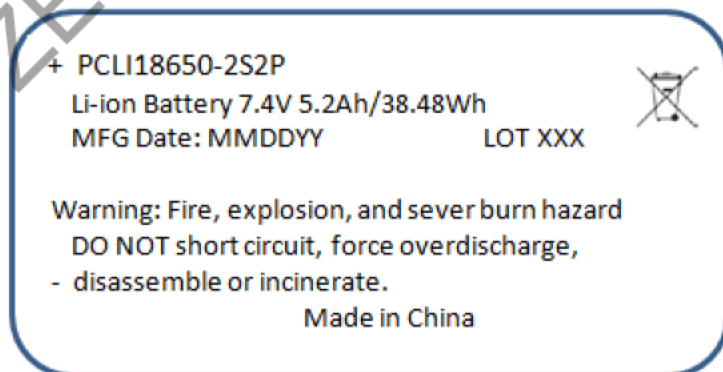 ZE
+ PCLI18650-2S2P
Li-ion Battery 7.4V 5.2Ah/38.48Wh
MFG Date: MMDDYY LOT XXX
Warning: Fire, explosion, and sever burn hazard
DO NOT short circuit, force overdischarge,
- disassemble or incinerate.
Made in China